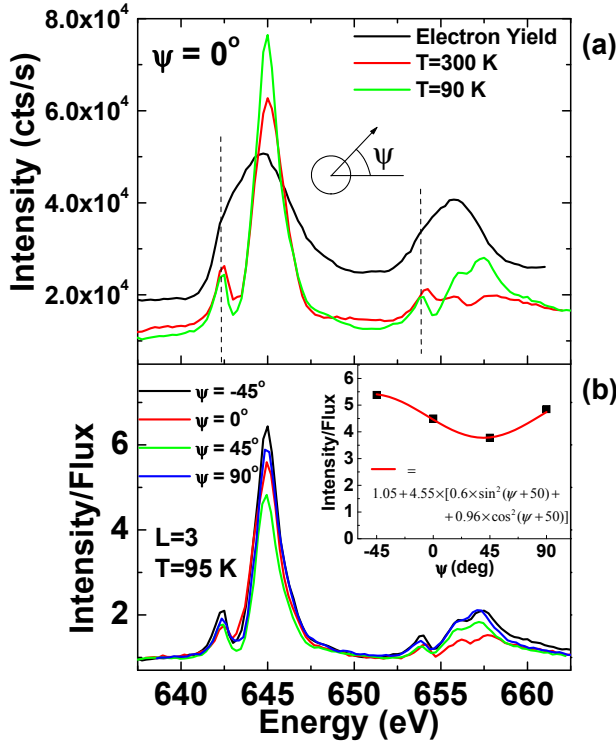 (a)
ψ = 0°
Electron Yield
T=300 K
T=90 K
ψ
Intensity (cts/s)
8.0x10⁴
6.0x10⁴
4.0x10⁴
2.0x10⁴
(b)
ψ = -45°
ψ = 0°
ψ = 45°
ψ = 90°
L=3
T=95 K
Intensity/Flux
6
4
2
Intensity/Flux
6
5
4
3
2
1
0
=
1.05+4.55×[0.6×sin²(ψ+50)+
+0.96×cos²(ψ+50)]
-45 0 45 90
ψ (deg)
640 645 650 655 660
Energy (eV)